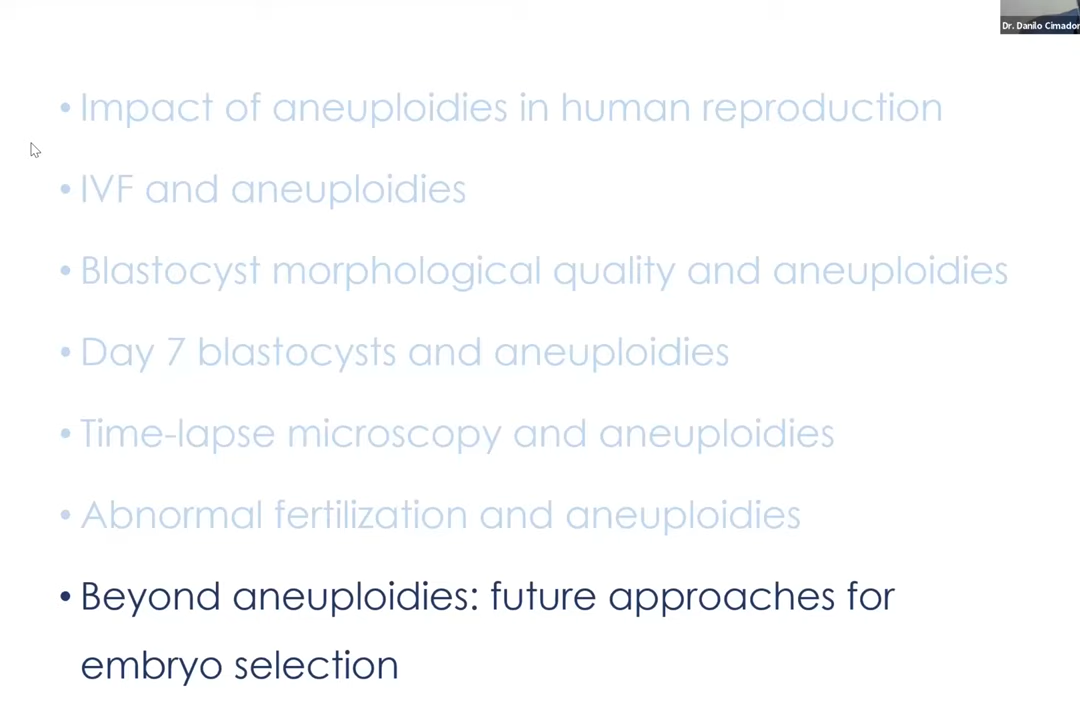 Dr. Danilo Cimador
• Impact of aneuploidies in human reproduction
• IVF and aneuploidies
• Blastocyst morphological quality and aneuploidies
• Day 7 blastocysts and aneuploidies
• Time-lapse microscopy and aneuploidies
• Abnormal fertilization and aneuploidies
• Beyond aneuploidies: future approaches for
embryo selection